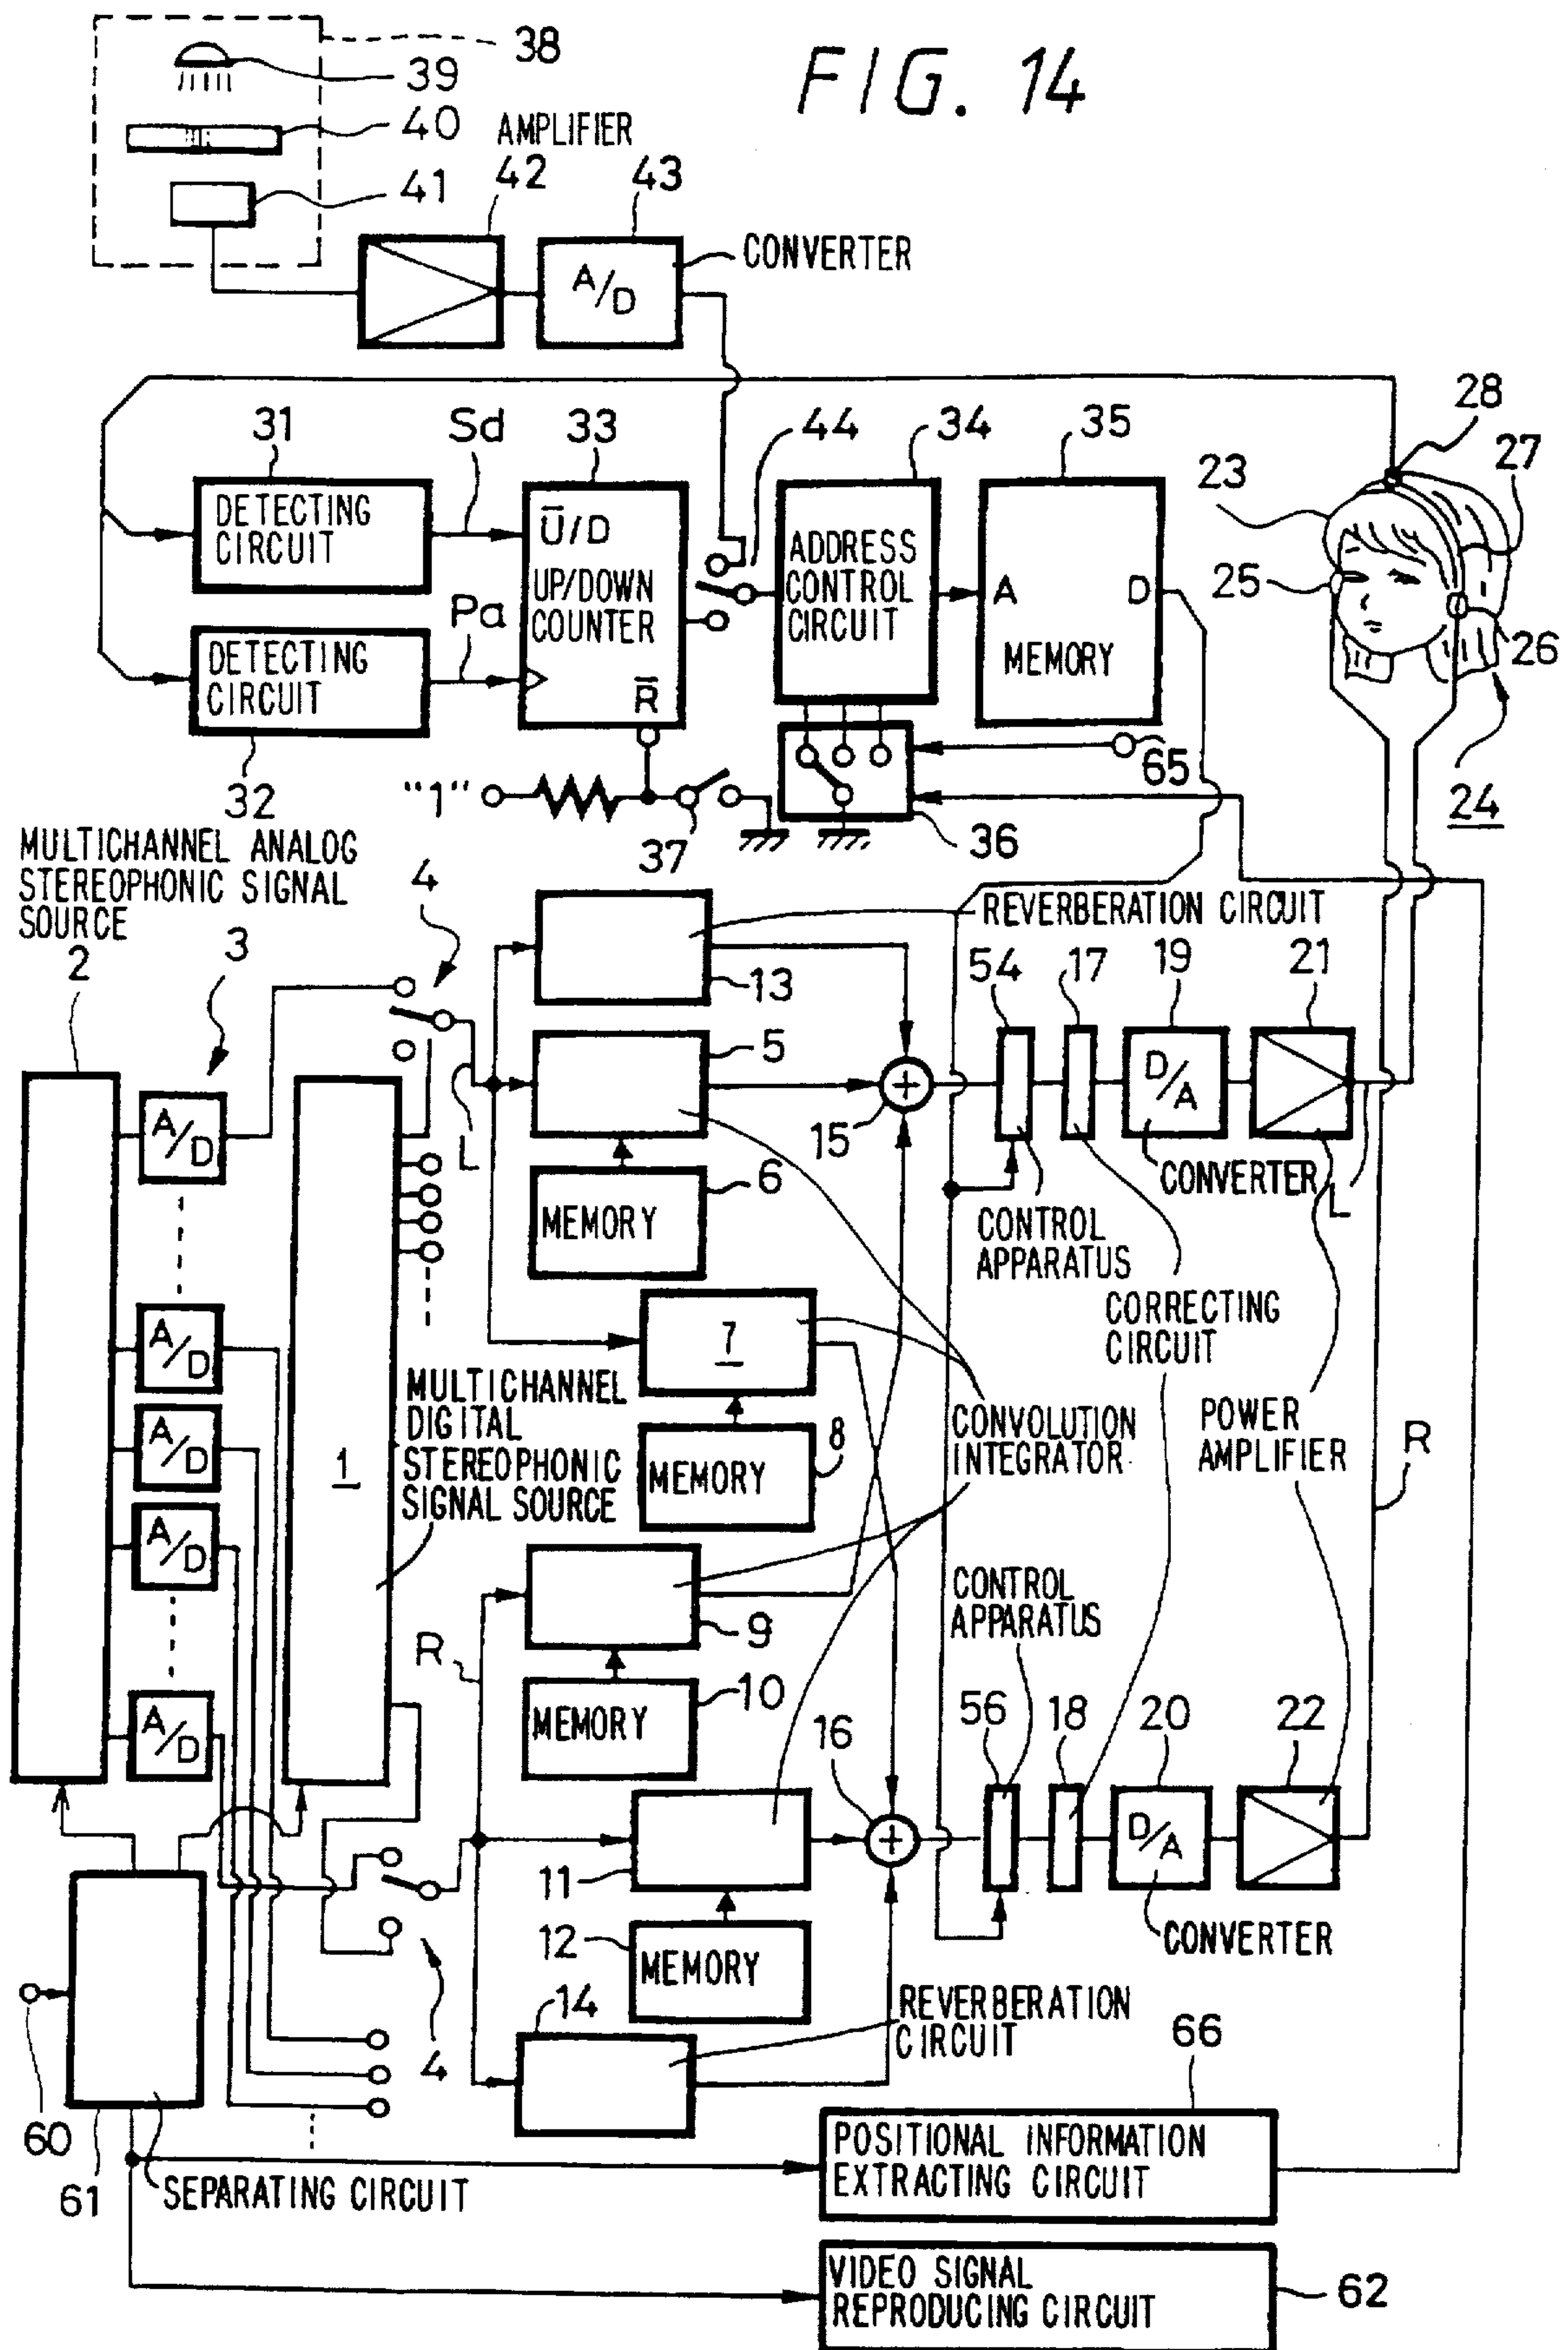 FIG. 14
38
39
40
41
AMPLIFIER
42
43
A/D
CONVERTER
28
27
23
25
26
24
31
Sd
33
44
34
35
DETECTING
CIRCUIT
U̅/D
UP/DOWN
COUNTER
R̅
ADDRESS
CONTROL
CIRCUIT
A
D
MEMORY
Pa
DETECTING
CIRCUIT
32
"1"
37
36
65
MULTICHANNEL ANALOG
STEREOPHONIC SIGNAL
SOURCE
2
3
4
REVERBERATION CIRCUIT
13
54
17
19
21
5
15
D/A
CONVERTER
L
A/D
L
6
MEMORY
CONTROL
APPARATUS
CORRECTING
CIRCUIT
A/D
7
MULTICHANNEL
DIGITAL
STEREOPHONIC
SIGNAL SOURCE
1
A/D
8
MEMORY
CONVOLUTION
INTEGRATOR
POWER
AMPLIFIER
R
A/D
9
CONTROL
APPARATUS
R
10
MEMORY
A/D
16
56
18
20
22
D/A
CONVERTER
11
12
MEMORY
4
14
REVERBERATION
CIRCUIT
60
61
SEPARATING CIRCUIT
66
POSITIONAL INFORMATION
EXTRACTING CIRCUIT
VIDEO SIGNAL
REPRODUCING CIRCUIT
62